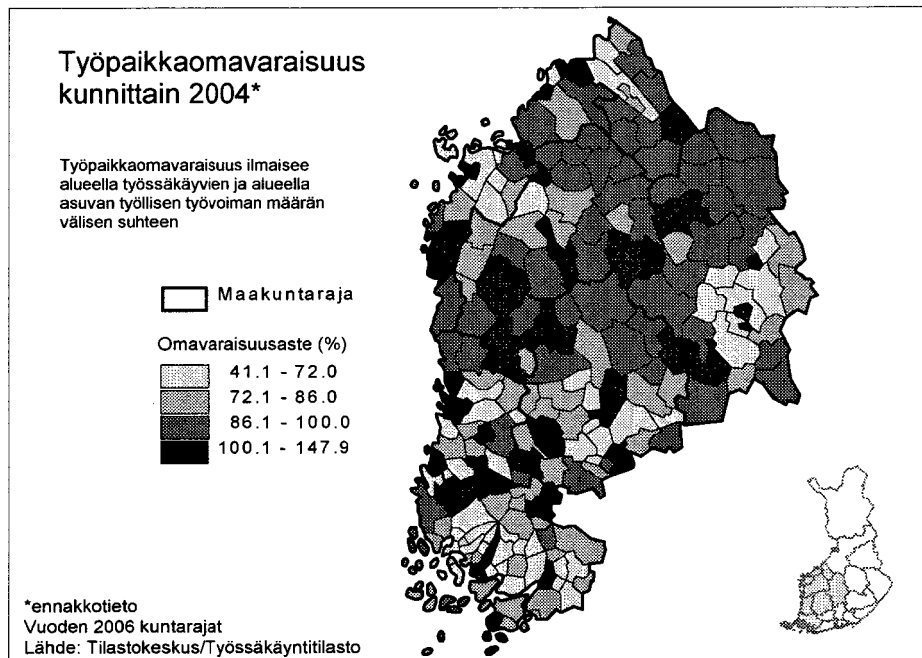 Työpaikkaomavaraisuus
kunnittain 2004*
Työpaikkaomavaraisuus ilmaisee
alueella työssäkäyvien ja alueella
asuvan työllisen työvoiman määrän
välisen suhteen
Maakuntaraja
Omavaraisuusaste (%)
41.1 - 72.0
72.1 - 86.0
86.1 - 100.0
100.1 - 147.9
*ennakkotieto
Vuoden 2006 kuntarajat
Lähde: Tilastokeskus/Työssäkäyntitilasto